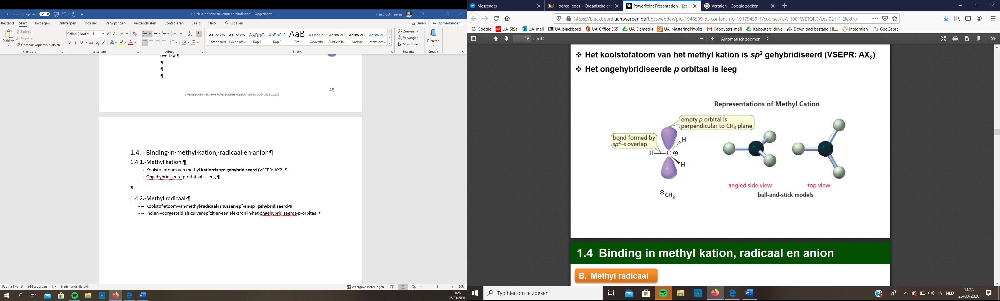 Automatisch opslaan
H1-elektronische structuur en bindingen - Opgeslagen
Fien Slootmaekers
Bestand Start Invoegen Ontwerpen Indeling Verwijzingen Verzendlijsten Controleren Beeld Help Zoeken Delen Opmerkingen
Plakken
Knippen
Kopiëren
Opmaak kopiëren/plakken
Klembord
Calibri (Hoof 11
Lettertype
Alinea
AaBbCcDc AaBbCcDc AaBbCc AaBbCcD AaB AaBbCcD AaBbCcDc AaBbCcDc AaBbCcDc
¶ Standaard ¶ Geen afs... Kop 1 Kop 2 Titel Ondertitel Subtiele b... Nadruk Intensieve...
Stijlen
Zoeken
Vervangen
Selecteren
Bewerken
Dicteren
Spraak
overlap·¶
¶
¶
¶
4¶
ORGANISCHE·CHEMIE—PROFESSORS·HERREBOUT·EN·SMOUT·-2019-2020¶
1.4. Binding·in·methyl·kation,·radicaal·en·anion¶
1.4.1. Methyl·kation·¶
- Koolstof·atoom·van·methyl·kation·is·sp²·gehybridiseerd·(VSEPR:·AX2)·¶
- Ongehybridiseerd·p-orbitaal·is·leeg·¶
¶
1.4.2. Methyl·radicaal·¶
- Koolstof·atoom·van·methyl·radicaal·is·tussen·sp²·en·sp³·gehybridiseerd·¶
- Indien·voorgesteld·als·zuiver·sp²zit·er·een·elektron·in·het·ongehybridiseerde·p-orbitaal·¶
Pagina 5 van 5 986 woorden Nederlands (België) Weergave-instellingen 120%
14:28
26/03/2020
Messenger
Hoorcolleges – Organische che
PowerPoint Presentation - Les 0
vertalen - Google zoeken
https://blackboard.uantwerpen.be/bbcswebdav/pid-1946599-dt-content-rid-19179459_1/courses/UA_1001WETORC/Les 02 H1 Elektron
Google UA_SiSa UA_mail UA_blackbord UA_Office 365 UA_Demetris UA_MasteringPhysics Kabouters_mail Kabouters_drive Download bestand | iL... integralen GeoGebra
16 van 44
Automatisch zoomen
❖ Het koolstofatoom van het methyl kation is sp² gehybridiseerd (VSEPR: AX₂)
❖ Het ongehybridiseerde p orbitaal is leeg
Representations of Methyl Cation
empty p orbital is
perpendicular to CH₃ plane
bond formed by
sp²–s overlap
H
H C ⊕
H
⊕CH₃
angled side view
top view
ball-and-stick models
1.4 Binding in methyl kation, radicaal en anion
B. Methyl radicaal
Typ hier om te zoeken
NLD
14:28
26/03/2020